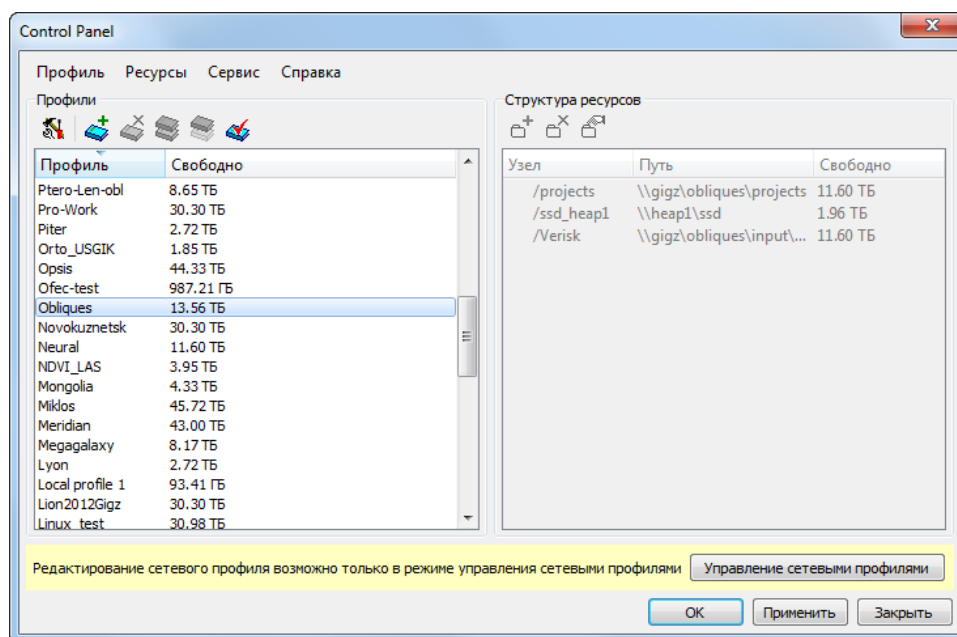 Control Panel
Профиль Ресурсы Сервис Справка
Профили
Профиль Свободно
Ptero-Len-obl 8.65 ТБ
Pro-Work 30.30 ТБ
Piter 2.72 ТБ
Orto_USGIK 1.85 ТБ
Opsis 44.33 ТБ
Ofec-test 987.21 ГБ
Obliques 13.56 ТБ
Novokuznetsk 30.30 ТБ
Neural 11.60 ТБ
NDVI_LAS 3.95 ТБ
Mongolia 4.33 ТБ
Miklos 45.72 ТБ
Meridian 43.00 ТБ
Megagalaxy 8.17 ТБ
Lyon 2.72 ТБ
Local profile 1 93.41 ГБ
Lion2012Gigz 30.30 ТБ
Linux_test 30.98 ТБ
Структура ресурсов
Узел Путь Свободно
/projects \\gigz\obliques\projects 11.60 ТБ
/ssd_heap1 \\heap1\ssd 1.96 ТБ
/Verisk \\gigz\obliques\input\... 11.60 ТБ
Редактирование сетевого профиля возможно только в режиме управления сетевыми профилями Управление сетевыми профилями
OK Применить Закрыть